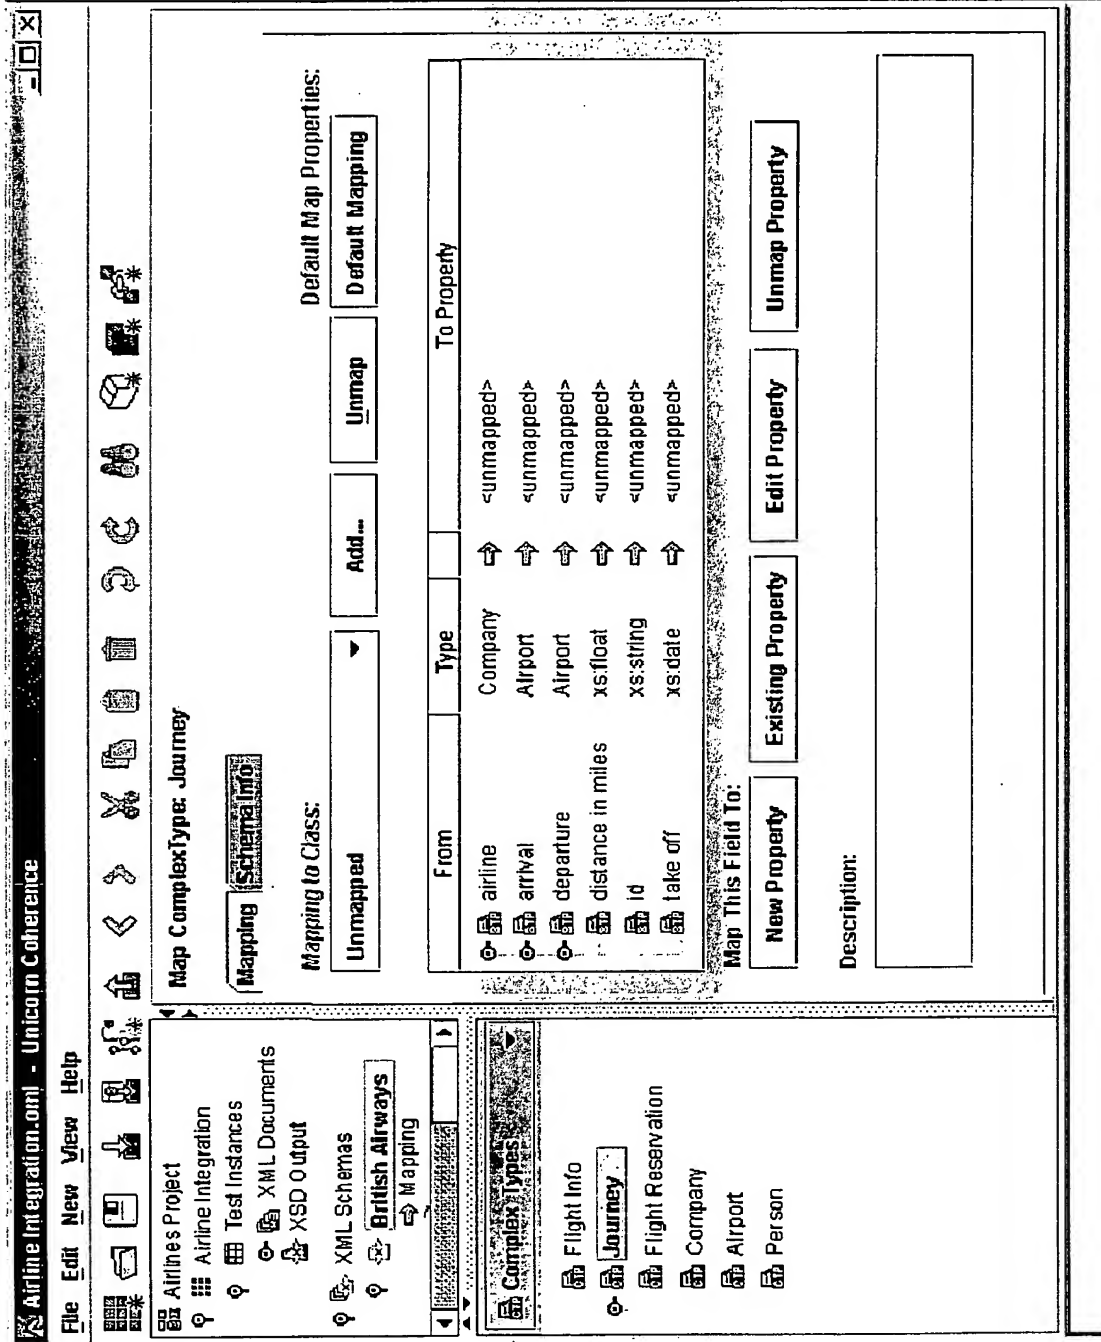 Airline Integration.oml - Unicorn Coherence
File Edit New View Help
Airlines Project
Airline Integration
Test Instances
XML Documents
XSD Output
XML Schemas
British Airways
Mapping
Complex Types
Flight Info
Journey
Flight Reservation
Company
Airport
Person
Map ComplexType: Journey
Mapping Schema Info
Mapping to Class: Default Map Properties:
Unmapped Add... Unmap Default Mapping
From Type To Property
airline Company <unmapped>
arrival Airport <unmapped>
departure Airport <unmapped>
distance in miles xs:float <unmapped>
id xs:string <unmapped>
take off xs:date <unmapped>
Map This Field To:
New Property Existing Property Edit Property Unmap Property
Description: